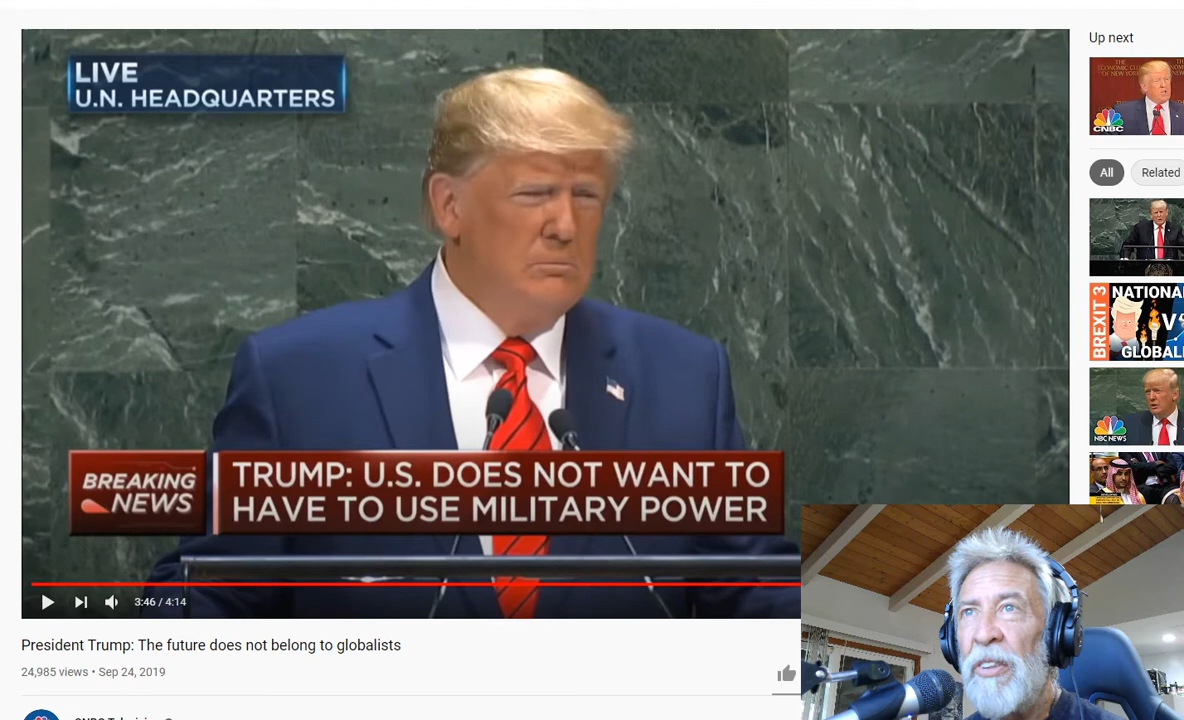 LIVE
U.N. HEADQUARTERS
BREAKING
NEWS
TRUMP: U.S. DOES NOT WANT TO
HAVE TO USE MILITARY POWER
3:46 / 4:14
President Trump: The future does not belong to globalists
24,985 views • Sep 24, 2019
Up next
CNBC
All
Related
BREXIT 3
NATIONA
V
GLOBAL
NBC NEWS